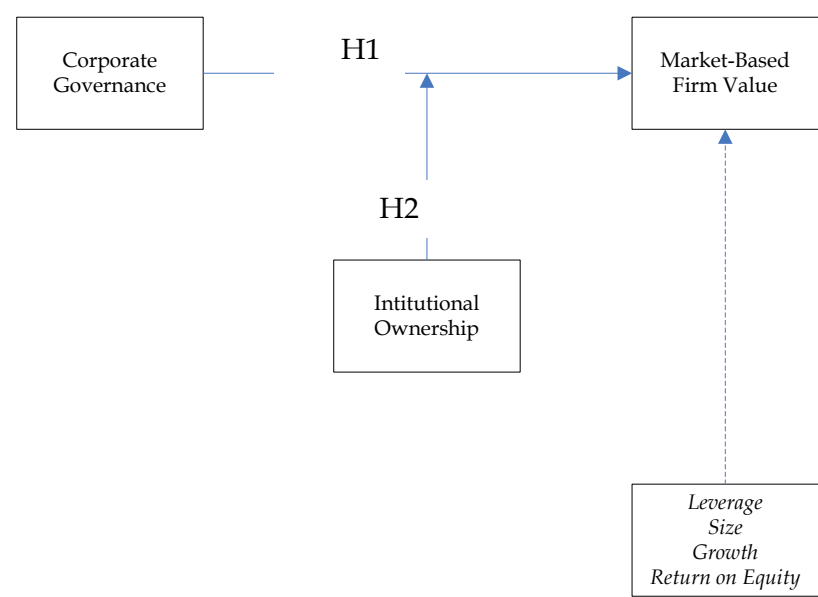 Corporate
Governance
H1
Market-Based
Firm Value
H2
Intitutional
Ownership
Leverage
Size
Growth
Return on Equity